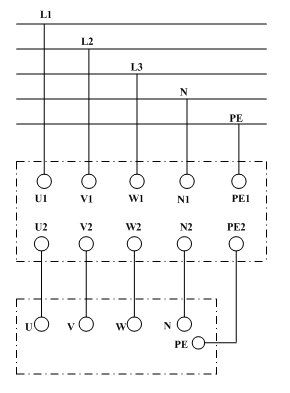 L1
L2
L3
N
PE
U1 V1 W1 N1 PE1
U2 V2 W2 N2 PE2
U V W N
PE